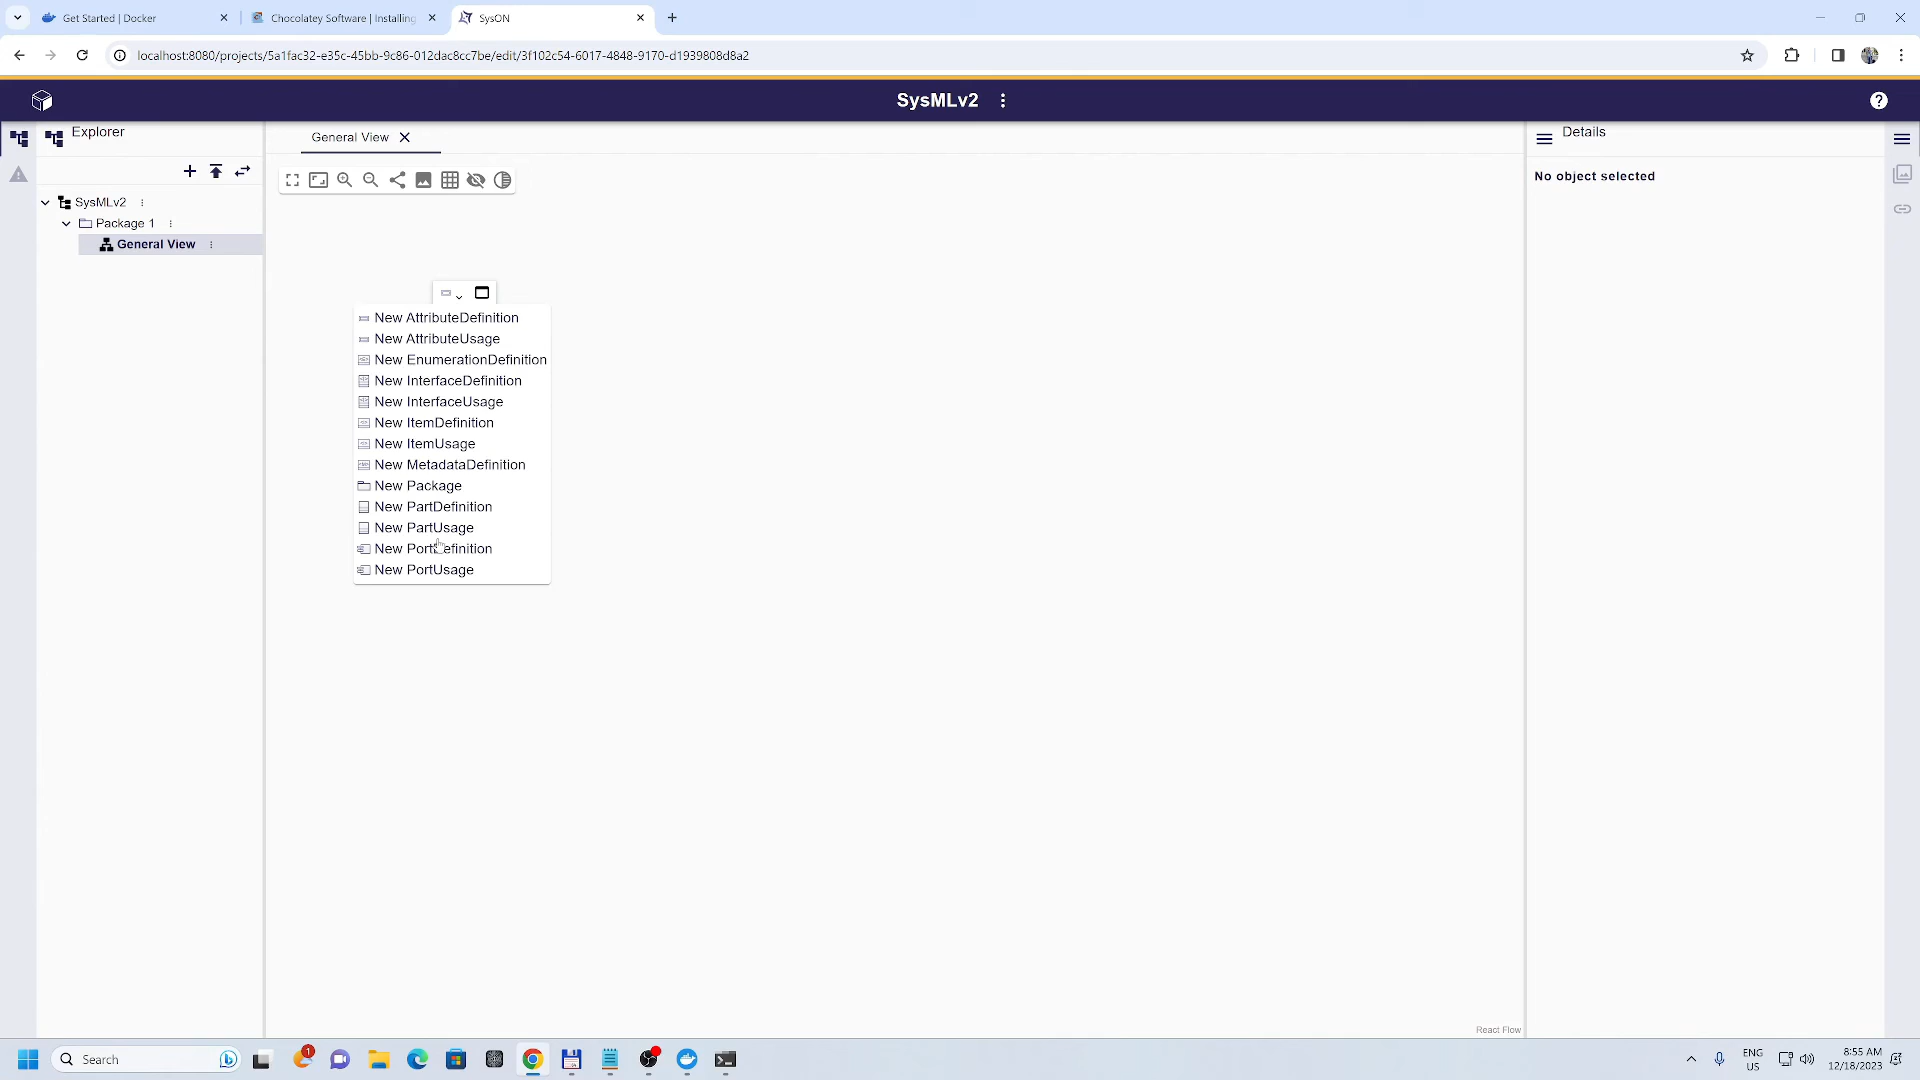 Get Started | Docker
Chocolatey Software | Installing
SysON
localhost:8080/projects/5a1fac32-e35c-45bb-9c86-012dac8cc7be/edit/3f102c54-6017-4848-9170-d1939808d8a2
SysMLv2
Explorer
General View
Details
No object selected
SysMLv2
Package 1
General View
New AttributeDefinition
New AttributeUsage
New EnumerationDefinition
New InterfaceDefinition
New InterfaceUsage
New ItemDefinition
New ItemUsage
New MetadataDefinition
New Package
New PartDefinition
New PartUsage
New PortDefinition
New PortUsage
React Flow
Search
1
ENG
US
8:55 AM
12/18/2023